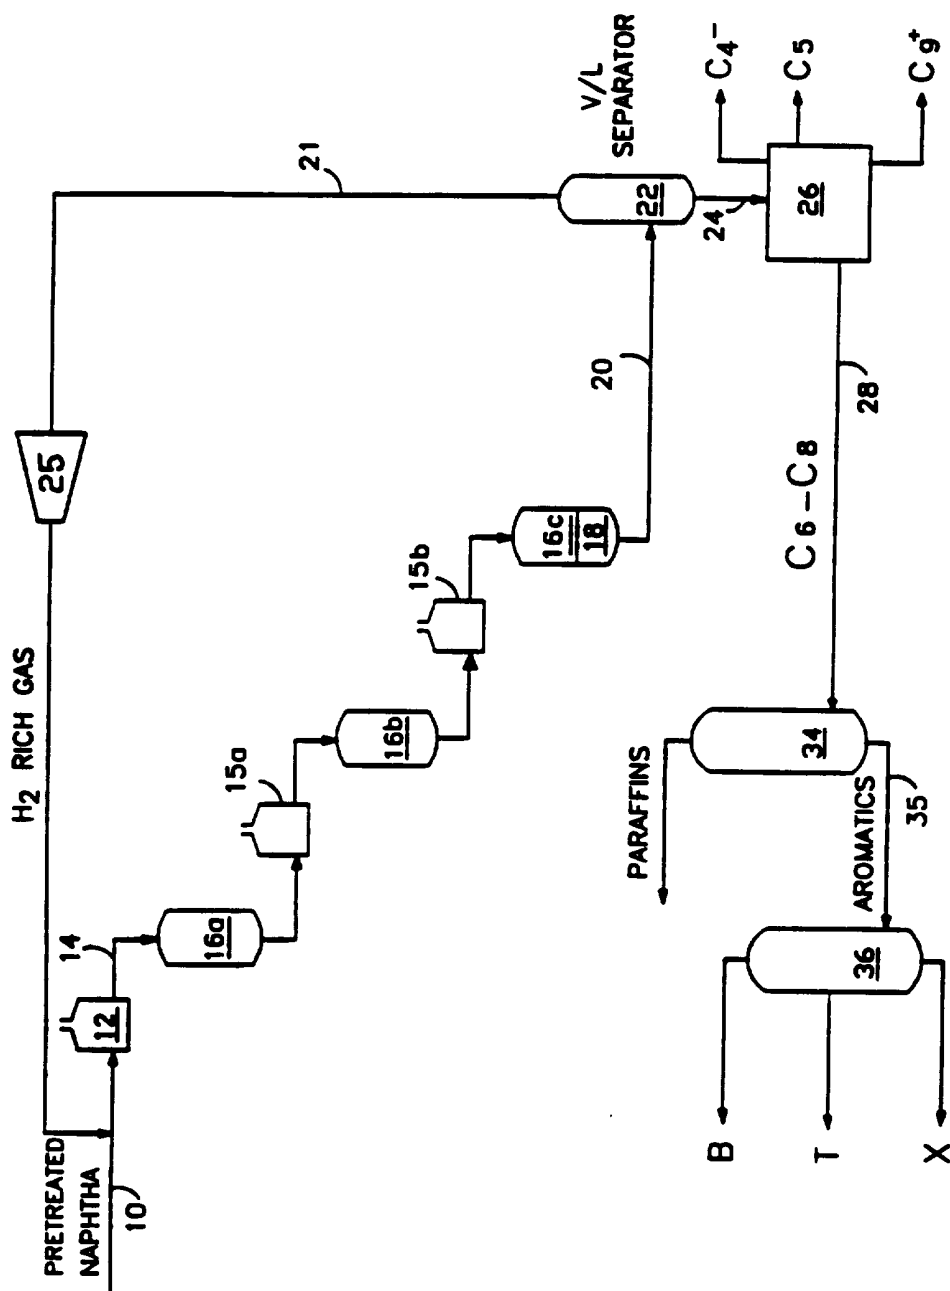 H2 RICH GAS
25
21
PRETREATED
NAPHTHA
10
12
14
16a
15a
16b
15b
16c
18
20
V/L
SEPARATOR
22
24
26
C4-
C5
C9+
28
C6-C8
34
PARAFFINS
AROMATICS
35
36
B
T
X